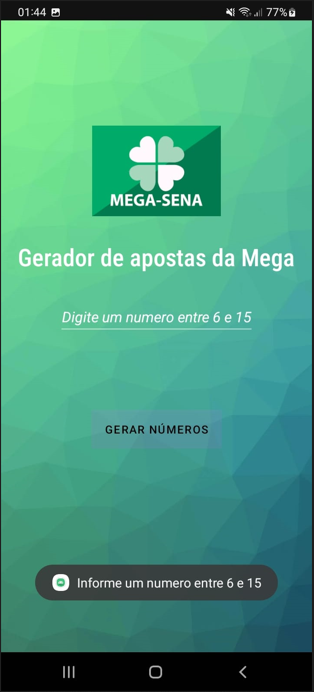 01:44
77%
MEGA-SENA
Gerador de apostas da Mega
Digite um numero entre 6 e 15
GERAR NÚMEROS
Informe um numero entre 6 e 15